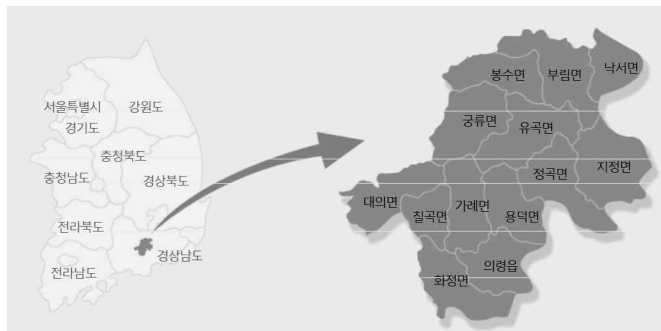 서울특별시
경기도
강원도
충청북도
충청남도
경상북도
전라북도
경상남도
전라남도
봉수면
부림면
낙서면
궁류면
유곡면
정곡면
지정면
대의면
칠곡면
가례면
용덕면
화정면
의령읍